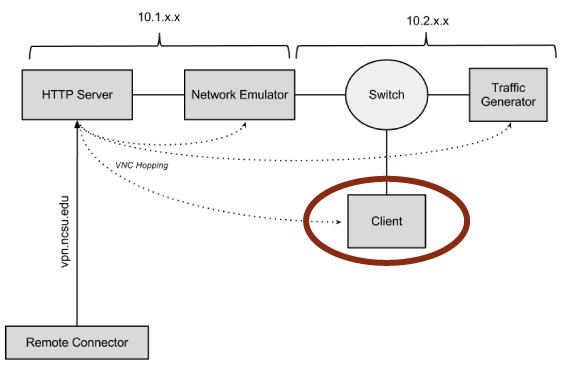 10.1.x.x
10.2.x.x
HTTP Server
Network Emulator
Switch
Traffic
Generator
VNC Hopping
Client
vpn.ncsu.edu
Remote Connector